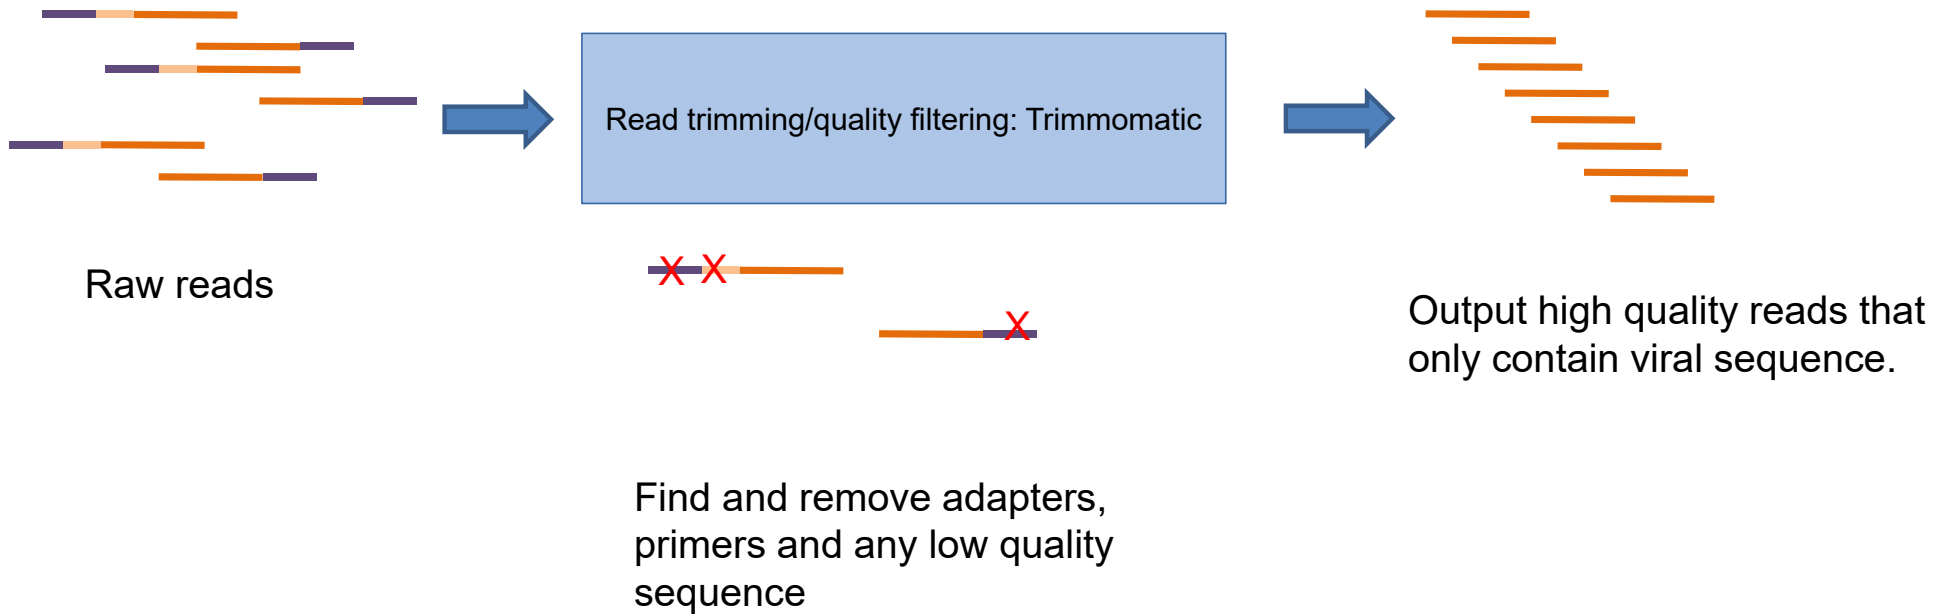 Read trimming/quality filtering: Trimmomatic
X X
X
Raw reads
Output high quality reads that
only contain viral sequence.
Find and remove adapters,
primers and any low quality
sequence